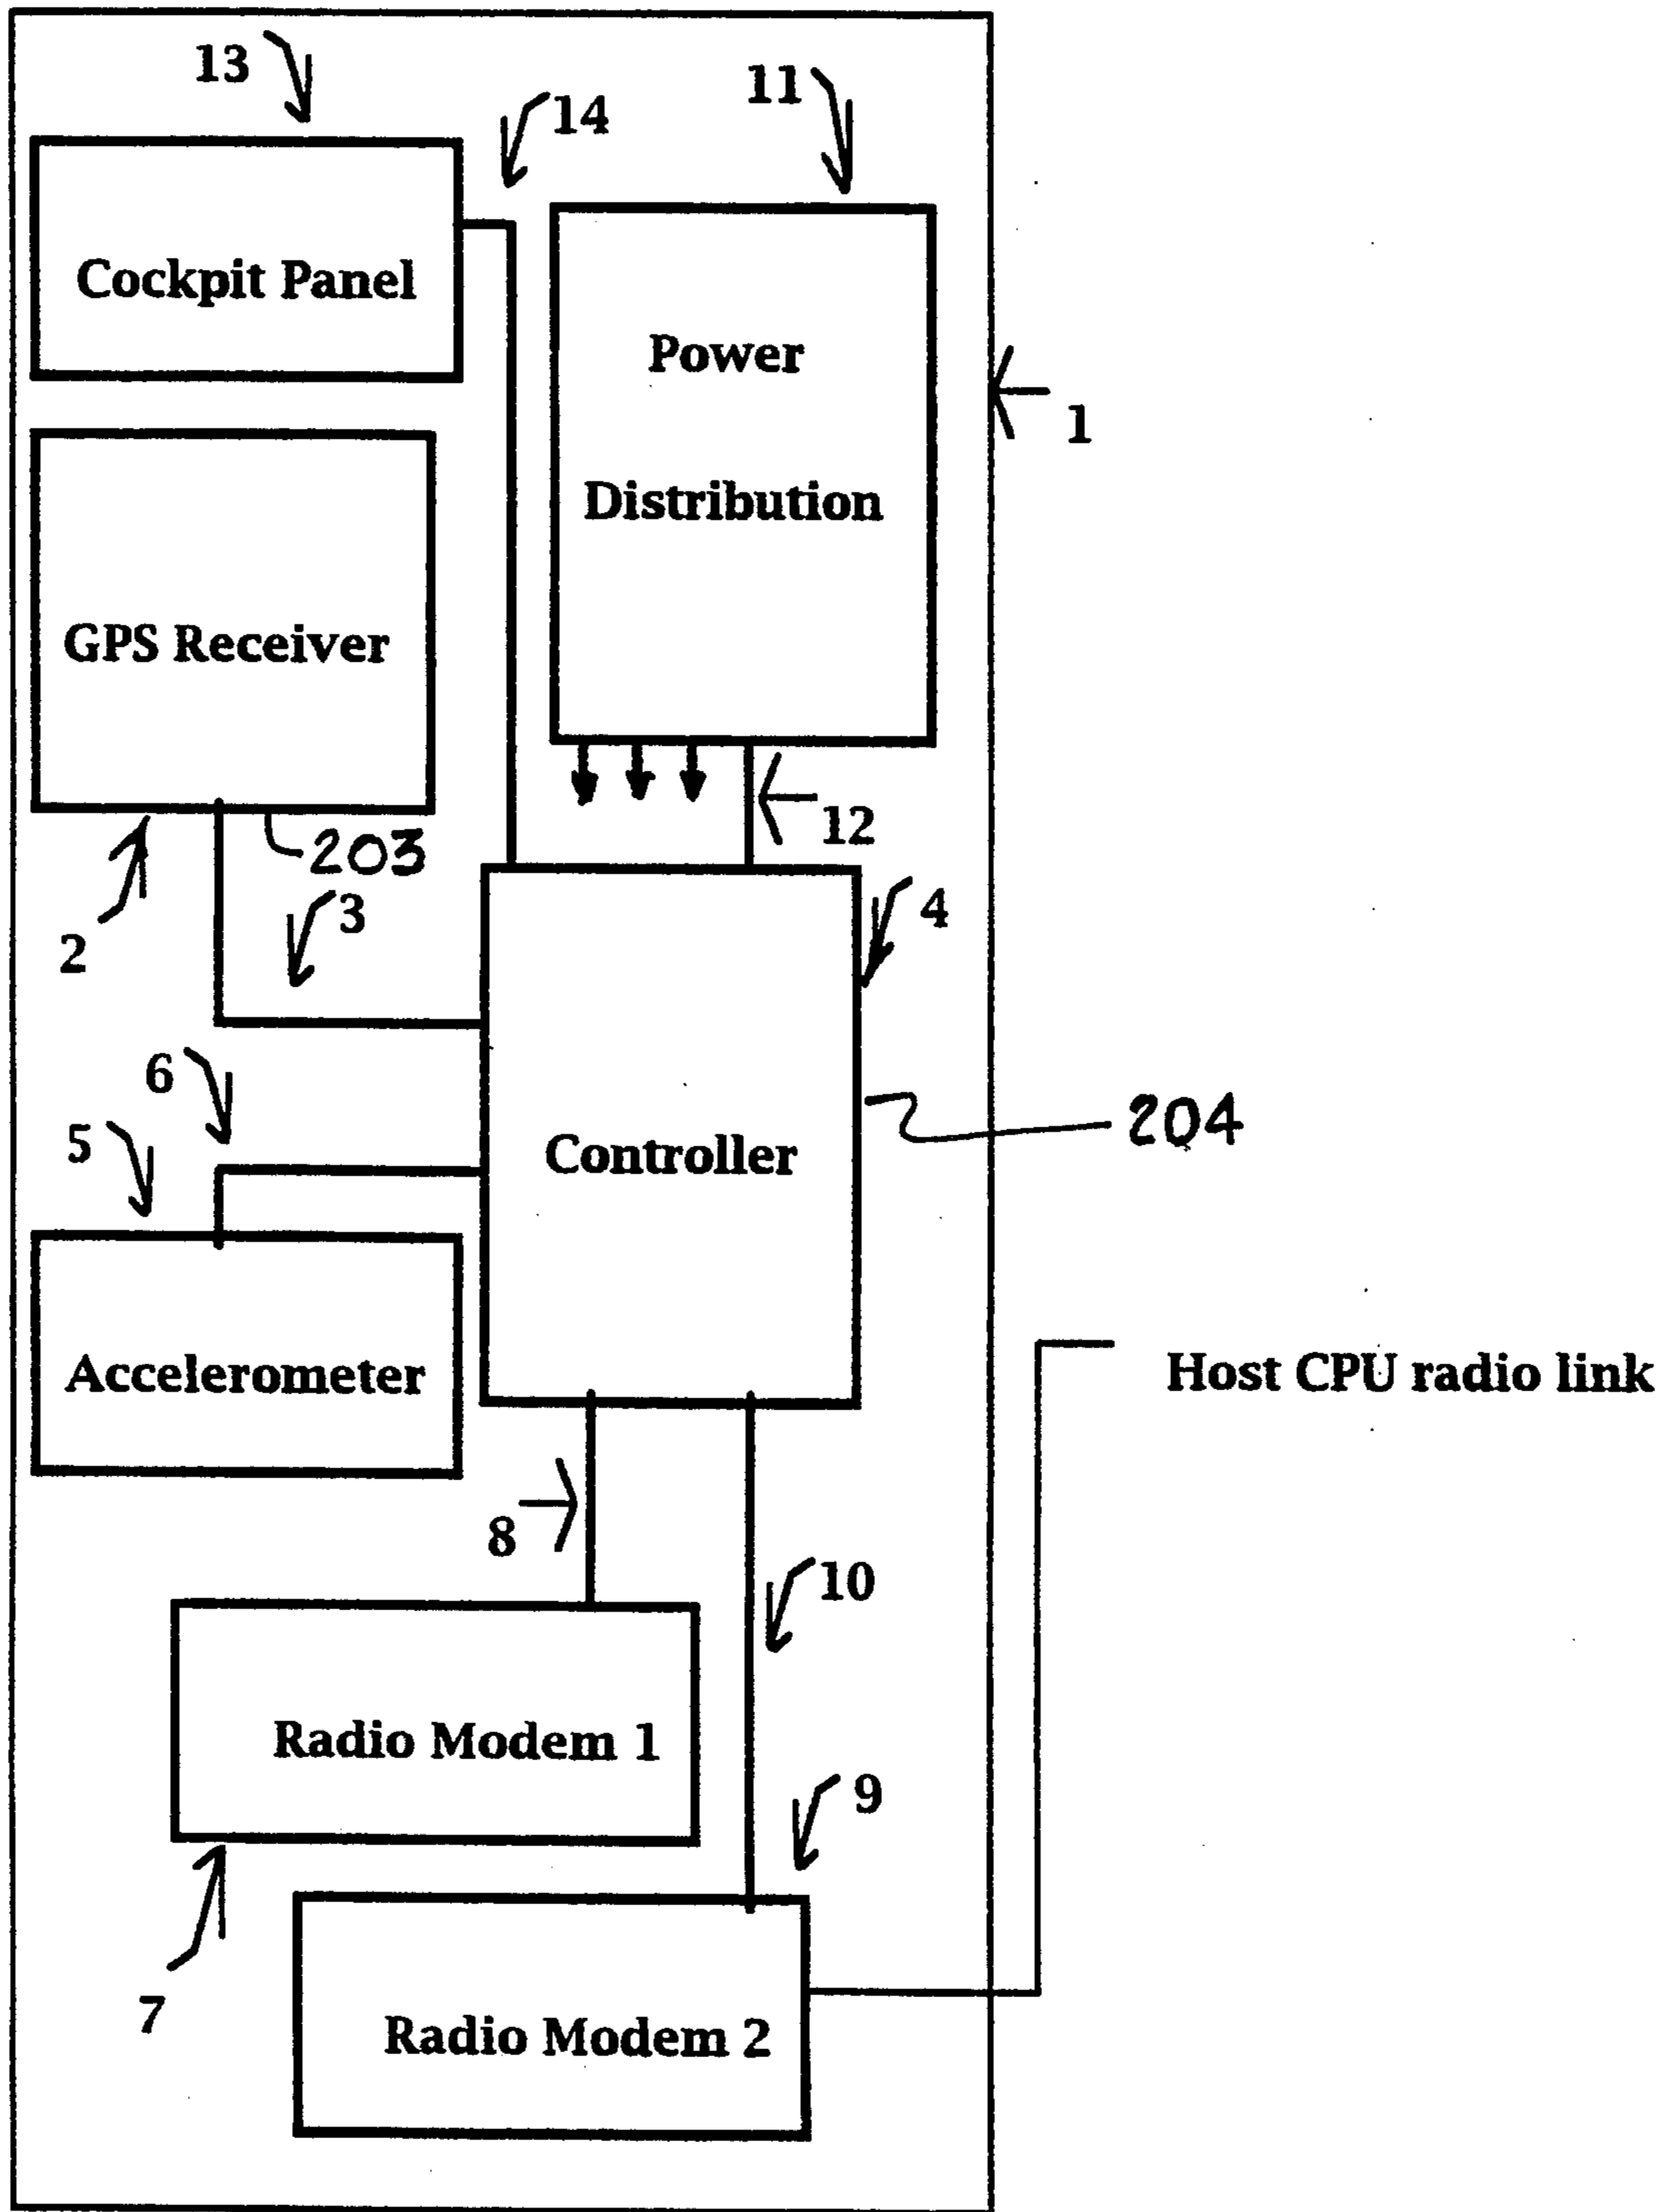 13
11
14
Cockpit Panel
Power
Distribution
1
GPS Receiver
12
203
2
3
4
6
5
204
Controller
Accelerometer
Host CPU radio link
8
10
Radio Modem 1
9
7
Radio Modem 2